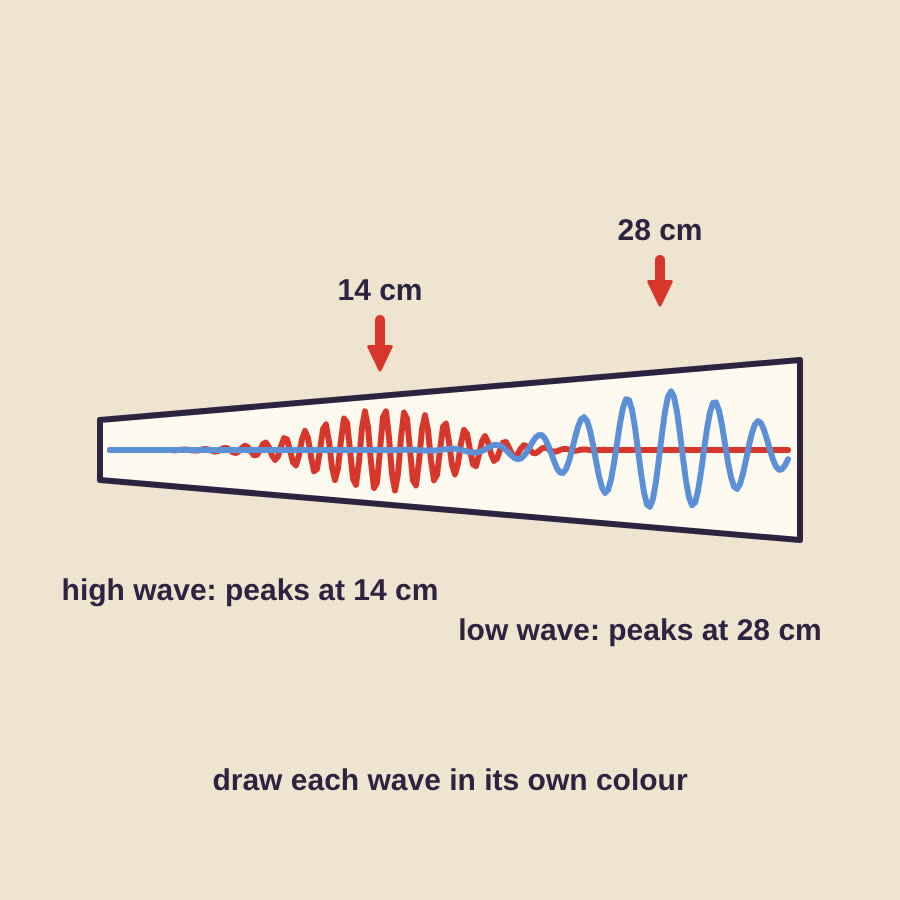 28 cm
14 cm
high wave: peaks at 14 cm
low wave: peaks at 28 cm
draw each wave in its own colour